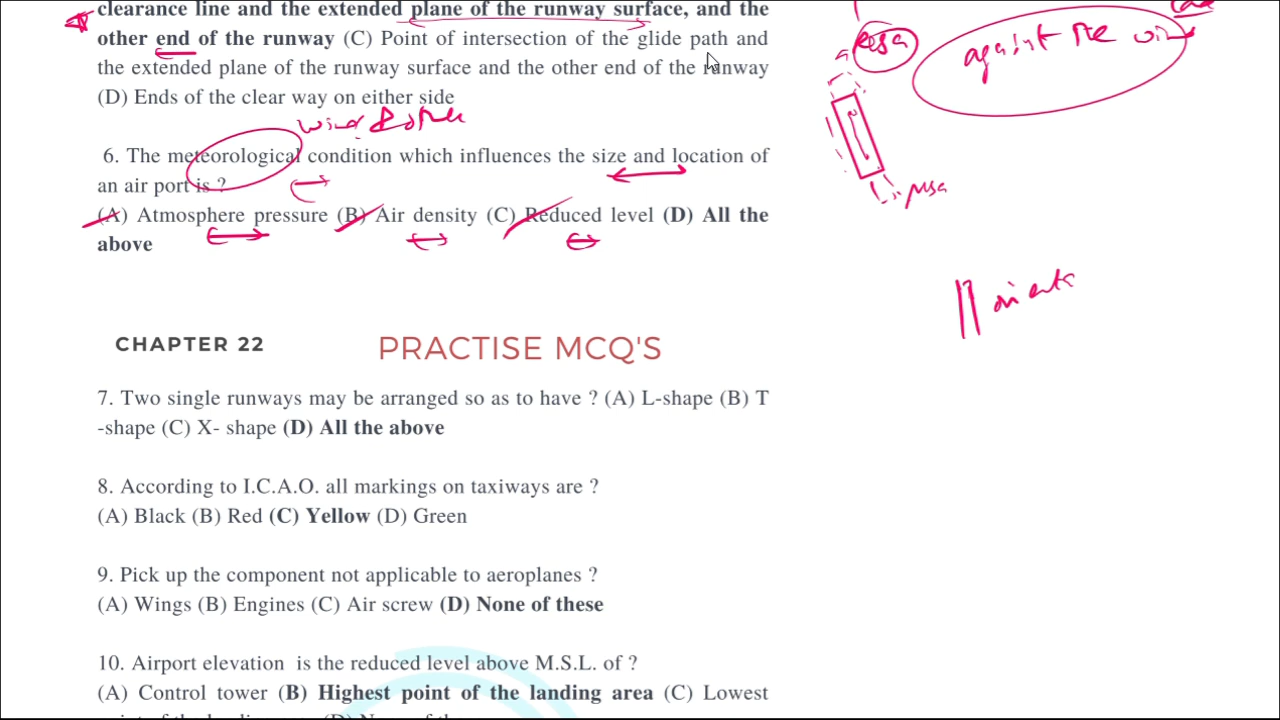 clearance line and the extended plane of the runway surface, and the
other end of the runway (C) Point of intersection of the glide path and
the extended plane of the runway surface and the other end of the runway
(D) Ends of the clear way on either side
resa
against the
6. The meteorological condition which influences the size and location of
an air port is ?
(A) Atmosphere pressure (B) Air density (C) Reduced level (D) All the
above
CHAPTER 22 PRACTISE MCQ'S
7. Two single runways may be arranged so as to have ? (A) L-shape (B) T
-shape (C) X- shape (D) All the above
8. According to I.C.A.O. all markings on taxiways are ?
(A) Black (B) Red (C) Yellow (D) Green
9. Pick up the component not applicable to aeroplanes ?
(A) Wings (B) Engines (C) Air screw (D) None of these
10. Airport elevation is the reduced level above M.S.L. of ?
(A) Control tower (B) Highest point of the landing area (C) Lowest